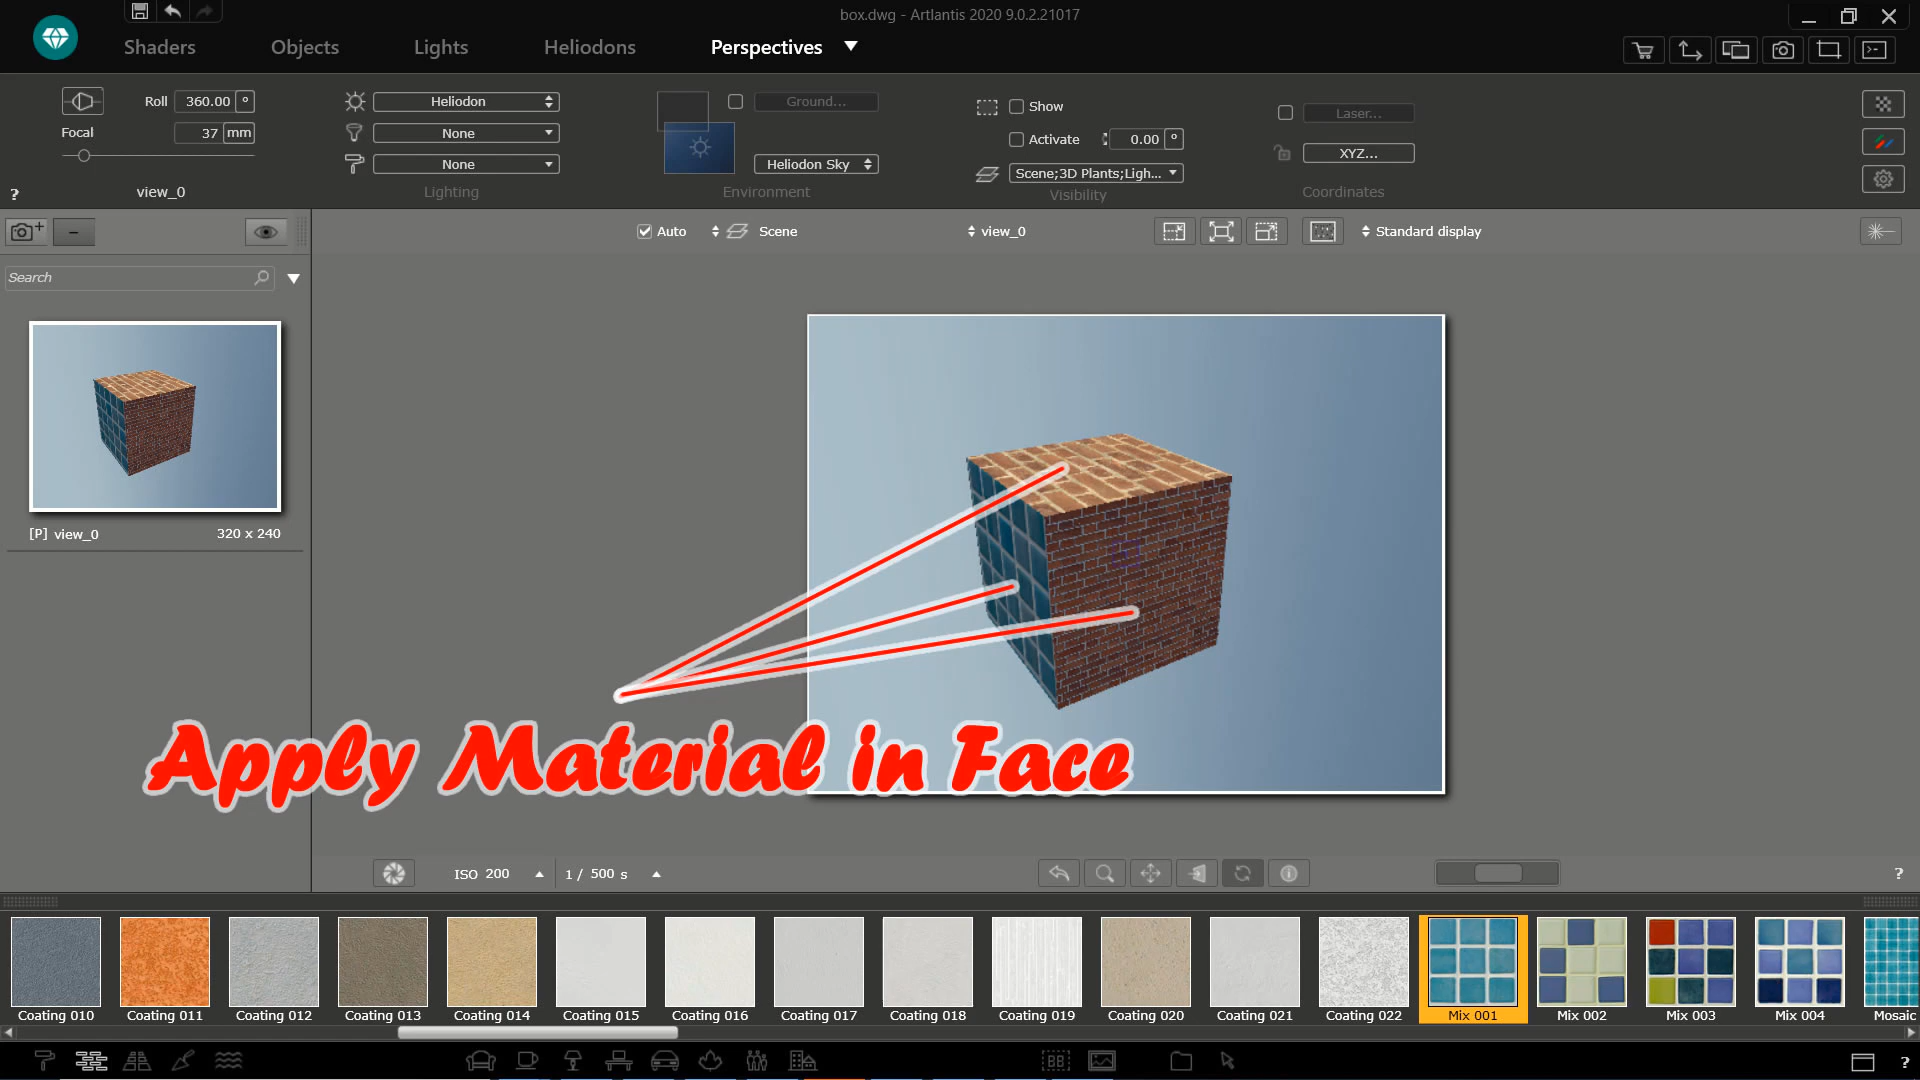 box.dwg - Artlantis 2020 9.0.2.21017
Shaders
Objects
Lights
Heliodons
Perspectives
Roll
360.00
°
Focal
37
mm
?
view_0
Heliodon
None
None
Lighting
Ground...
Heliodon Sky
Environment
Show
Activate
0.00
°
Scene;3D Plants;Ligh...
Visibility
Laser...
XYZ...
Coordinates
Auto
Scene
view_0
Standard display
Search
[P] view_0
320 x 240
Apply Material in Face
ISO 200
1 / 500 s
?
Coating 010
Coating 011
Coating 012
Coating 013
Coating 014
Coating 015
Coating 016
Coating 017
Coating 018
Coating 019
Coating 020
Coating 021
Coating 022
Mix 001
Mix 002
Mix 003
Mix 004
Mosaic
BB
?